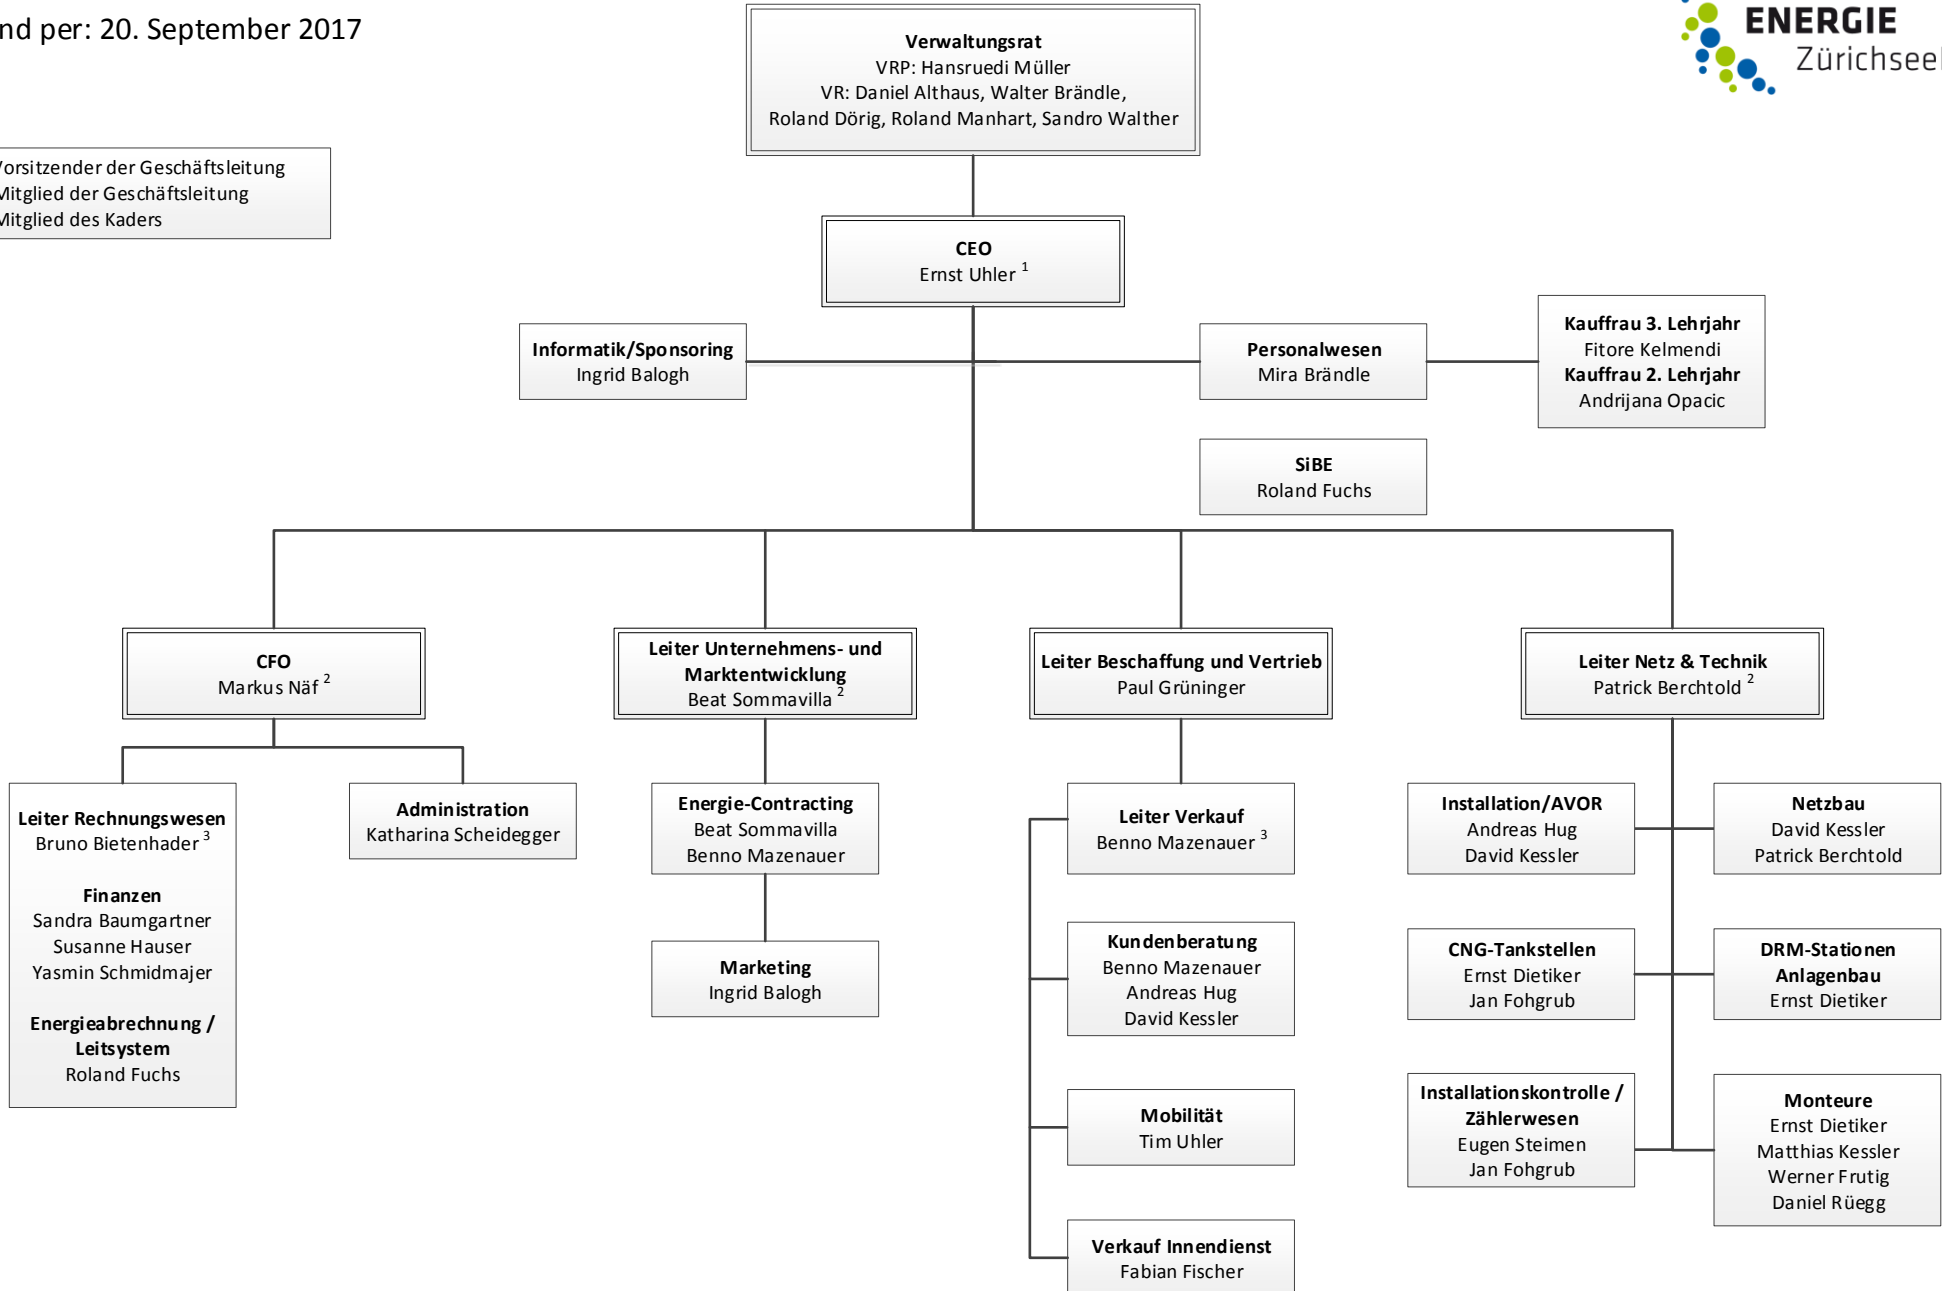 nd per: 20. September 2017
ENERGIE
Zürichsee
Verwaltungsrat
VRP: Hansruedi Müller
VR: Daniel Althaus, Walter Brändle,
Roland Dörig, Roland Manhart, Sandro Walther
Vorsitzender der Geschäftsleitung
Mitglied der Geschäftsleitung
Mitglied des Kaders
CEO
Ernst Uhler 1
Informatik/Sponsoring
Ingrid Balogh
Personalwesen
Mira Brändle
Kauffrau 3. Lehrjahr
Fitore Kelmendi
Kauffrau 2. Lehrjahr
Andrijana Opacic
SiBE
Roland Fuchs
CFO
Markus Näf 2
Leiter Unternehmens- und
Marktentwicklung
Beat Sommavilla 2
Leiter Beschaffung und Vertrieb
Paul Grüninger
Leiter Netz & Technik
Patrick Berchtold 2
Leiter Rechnungswesen
Bruno Bietenhader 3
Finanzen
Sandra Baumgartner
Susanne Hauser
Yasmin Schmidmajer
Energieabrechnung /
Leitsystem
Roland Fuchs
Administration
Katharina Scheidegger
Energie-Contracting
Beat Sommavilla
Benno Mazenauer
Marketing
Ingrid Balogh
Leiter Verkauf
Benno Mazenauer 3
Kundenberatung
Benno Mazenauer
Andreas Hug
David Kessler
Mobilität
Tim Uhler
Verkauf Innendienst
Fabian Fischer
Installation/AVOR
Andreas Hug
David Kessler
Netzbau
David Kessler
Patrick Berchtold
CNG-Tankstellen
Ernst Dietiker
Jan Fohgrub
DRM-Stationen
Anlagenbau
Ernst Dietiker
Installationskontrolle /
Zählerwesen
Eugen Steimen
Jan Fohgrub
Monteure
Ernst Dietiker
Matthias Kessler
Werner Frutig
Daniel Rüegg